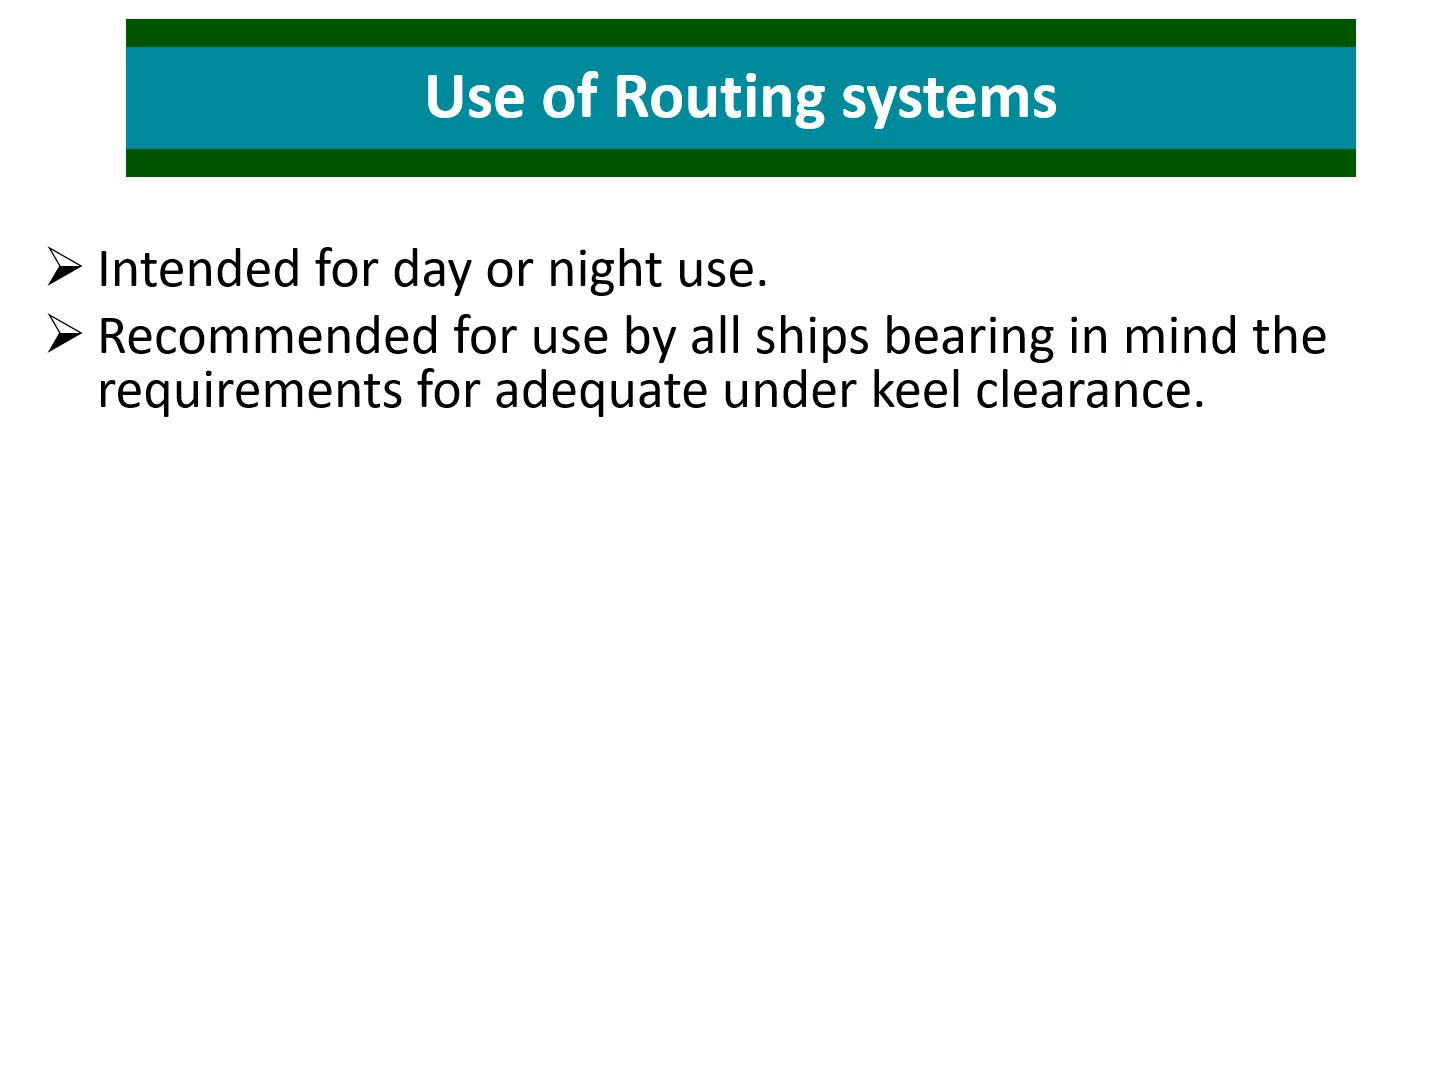 Use of Routing systems
➢ Intended for day or night use.
➢ Recommended for use by all ships bearing in mind the
requirements for adequate under keel clearance.